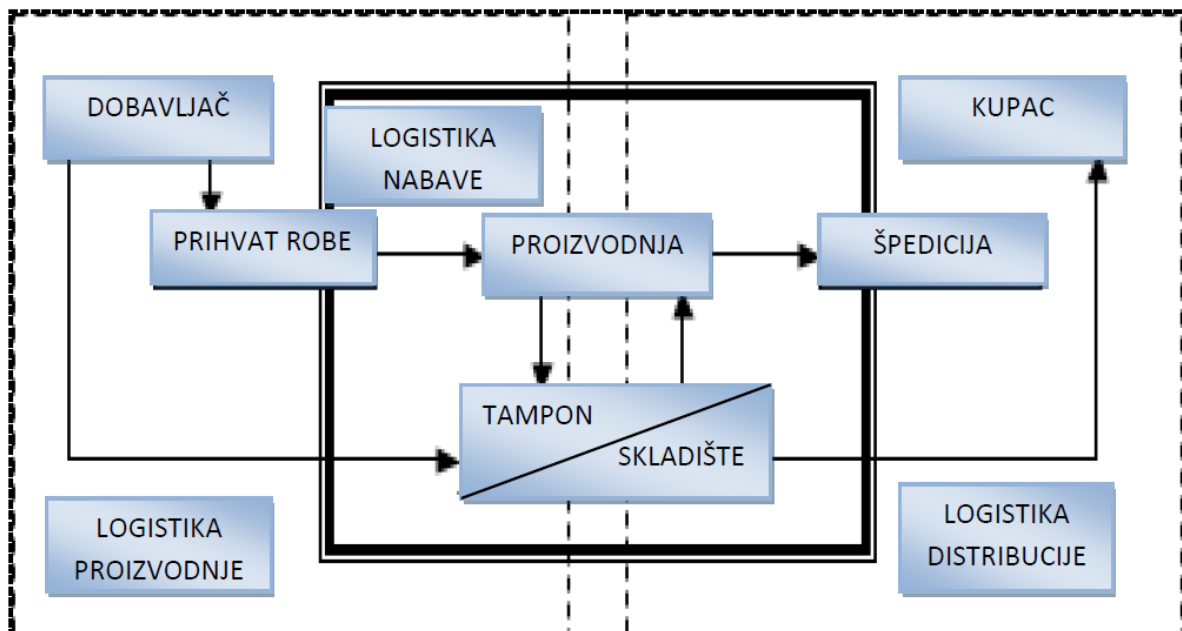 DOBAVLJAČ
KUPAC
LOGISTIKA
NABAVE
PRIHVAT ROBE
PROIZVODNJA
ŠPEDICIJA
TAMPON
SKLADIŠTE
LOGISTIKA
PROIZVODNJE
LOGISTIKA
DISTRIBUCIJE